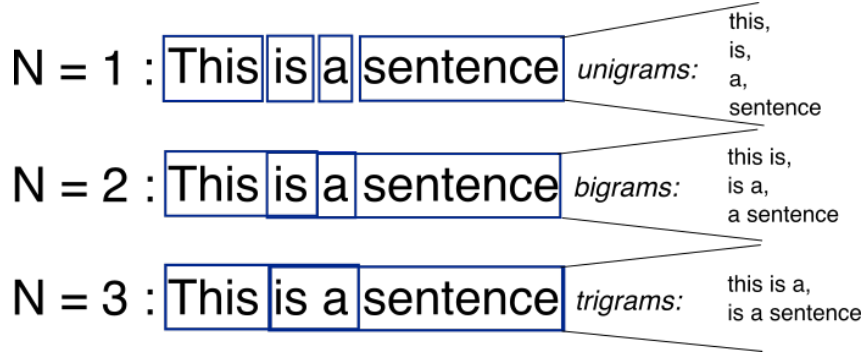 N = 1 : This is a sentence
unigrams:
this,
is,
a,
sentence
N = 2 : This is a sentence
bigrams:
this is,
is a,
a sentence
N = 3 : This is a sentence
trigrams:
this is a,
is a sentence